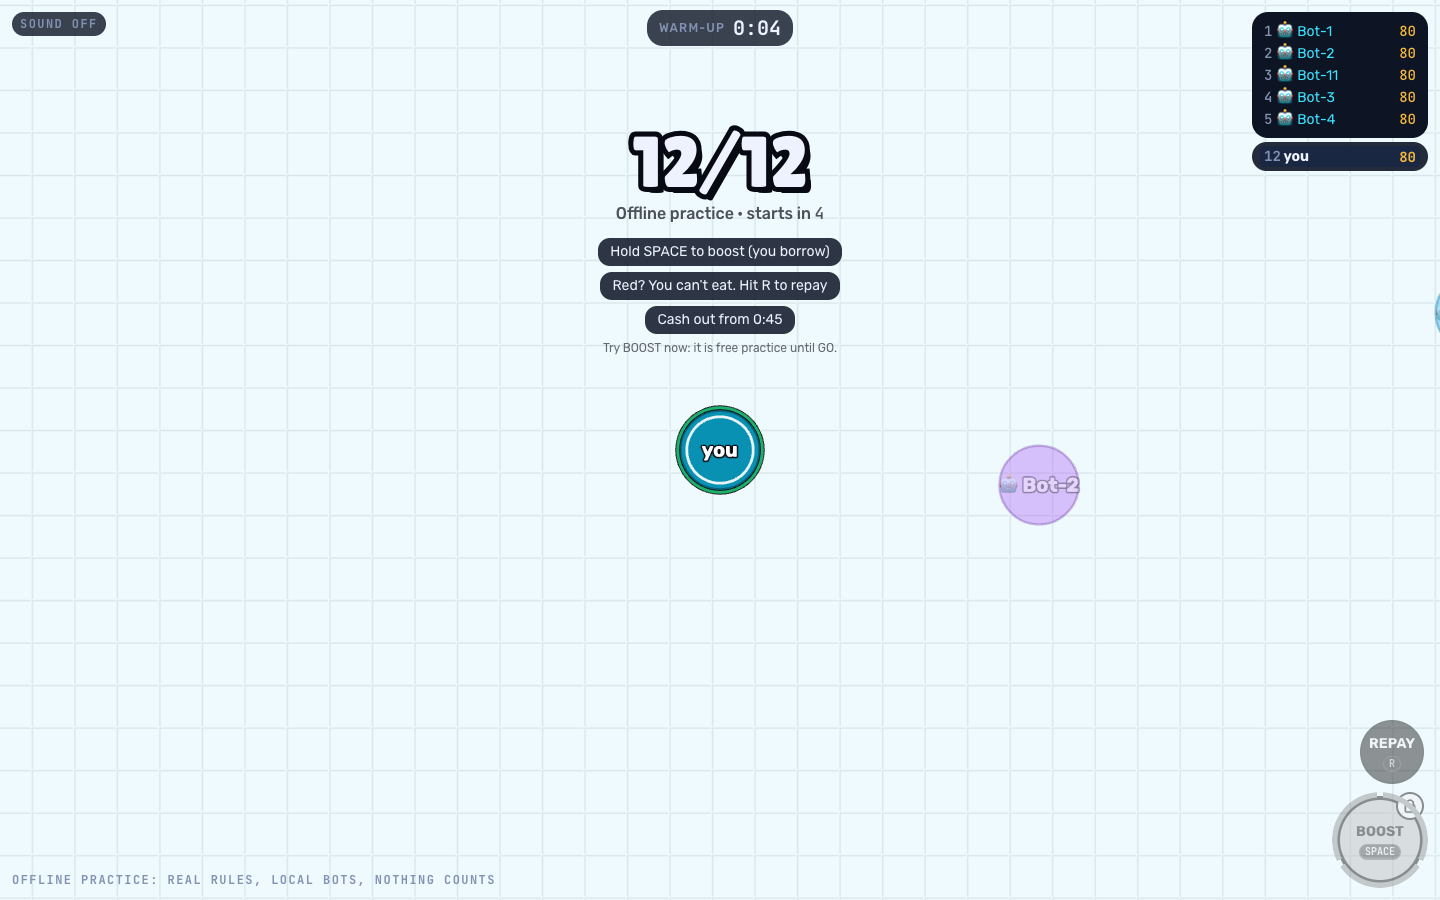 SOUND OFF
WARM-UP 0:04
1 Bot-1 80
2 Bot-2 80
3 Bot-11 80
4 Bot-3 80
5 Bot-4 80
12 you 80
12/12
Offline practice • starts in 4
Hold SPACE to boost (you borrow)
Red? You can't eat. Hit R to repay
Cash out from 0:45
Try BOOST now: it is free practice until GO.
you
Bot-2
REPAY
R
BOOST
SPACE
OFFLINE PRACTICE: REAL RULES, LOCAL BOTS, NOTHING COUNTS